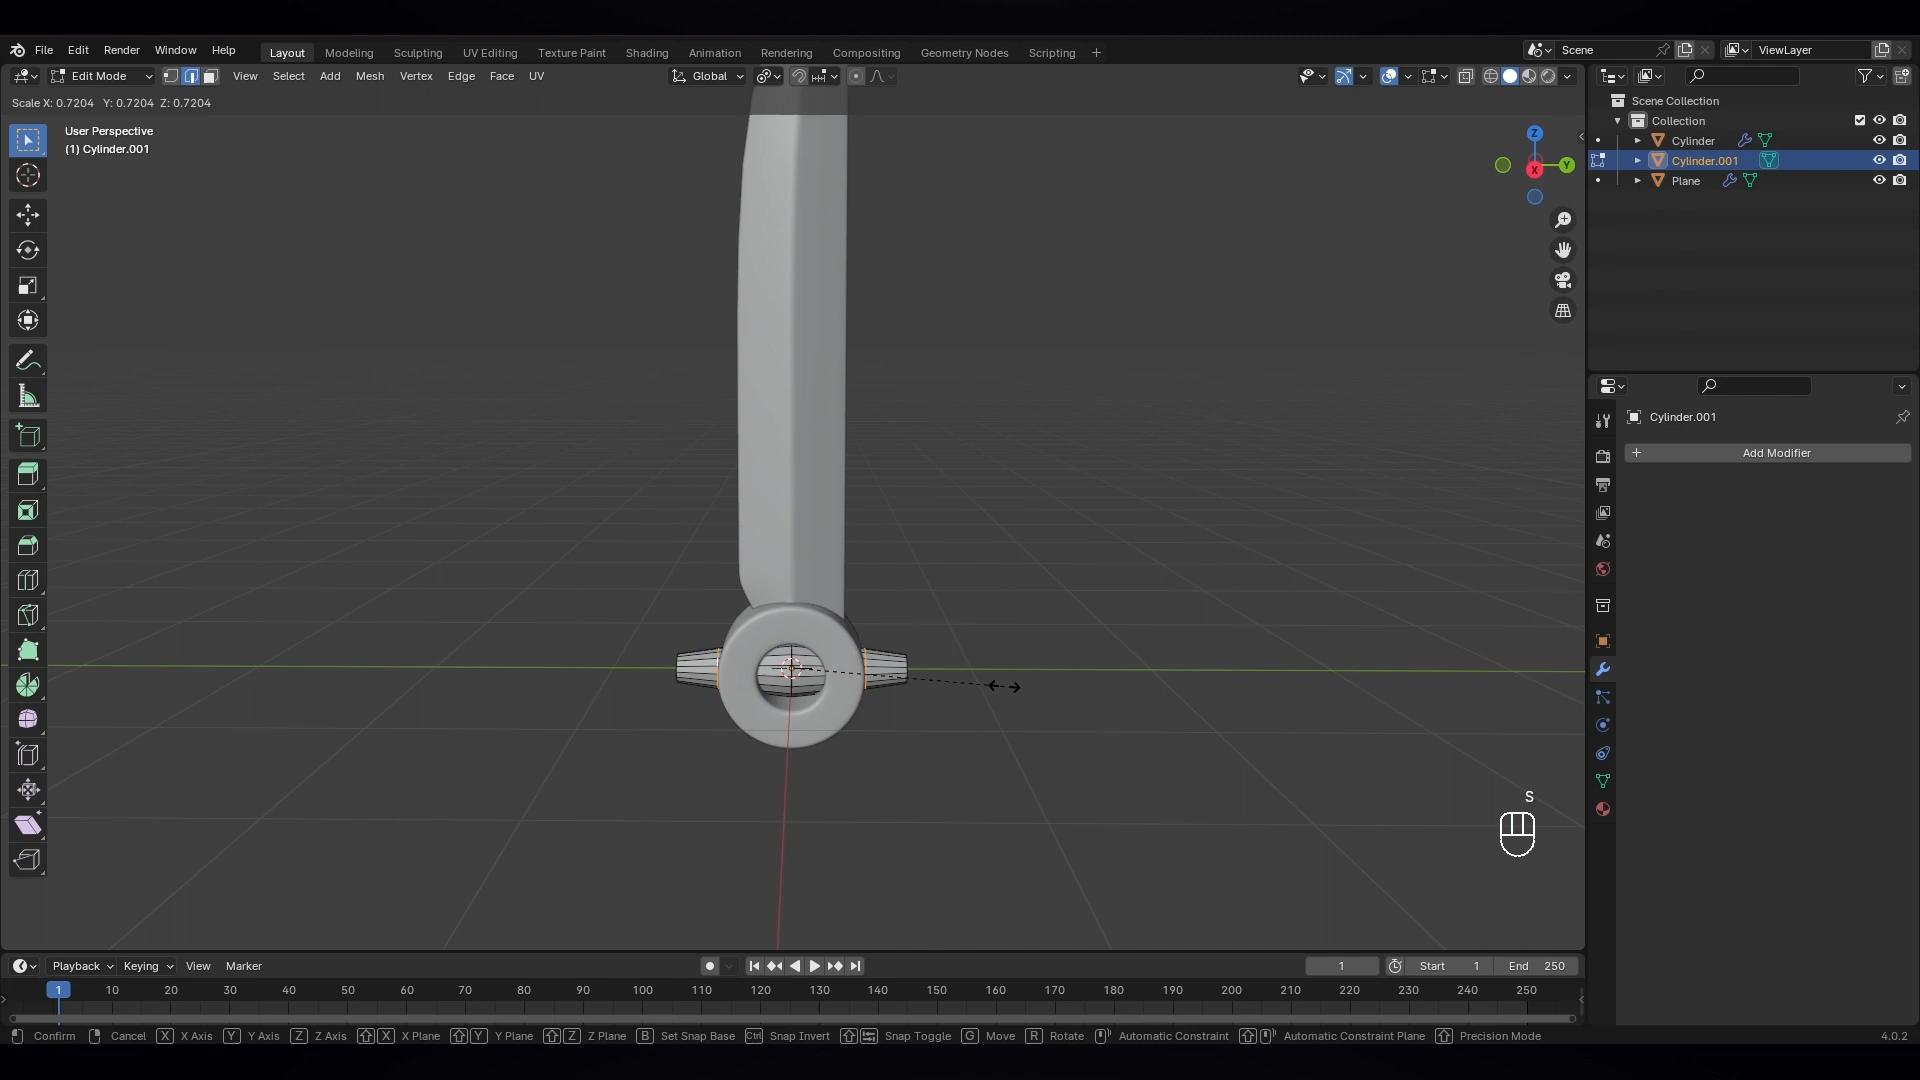 File Edit Render Window Help Layout Modeling Sculpting UV Editing Texture Paint Shading Animation Rendering Compositing Geometry Nodes Scripting + Scene ViewLayer
Edit Mode View Select Add Mesh Vertex Edge Face UV Global
Scale X: 0.7204 Y: 0.7204 Z: 0.7204
User Perspective
(1) Cylinder.001
Z
Y
X
Scene Collection
Collection
Cylinder
Cylinder.001
Plane
Cylinder.001
+ Add Modifier
S
Playback Keying View Marker 1 Start 1 End 250
1 10 20 30 40 50 60 70 80 90 100 110 120 130 140 150 160 170 180 190 200 210 220 230 240 250
Confirm Cancel X X Axis Y Y Axis Z Z Axis X X Plane Y Y Plane Z Z Plane B Set Snap Base Ctrl Snap Invert Snap Toggle G Move R Rotate Automatic Constraint Automatic Constraint Plane Precision Mode 4.0.2